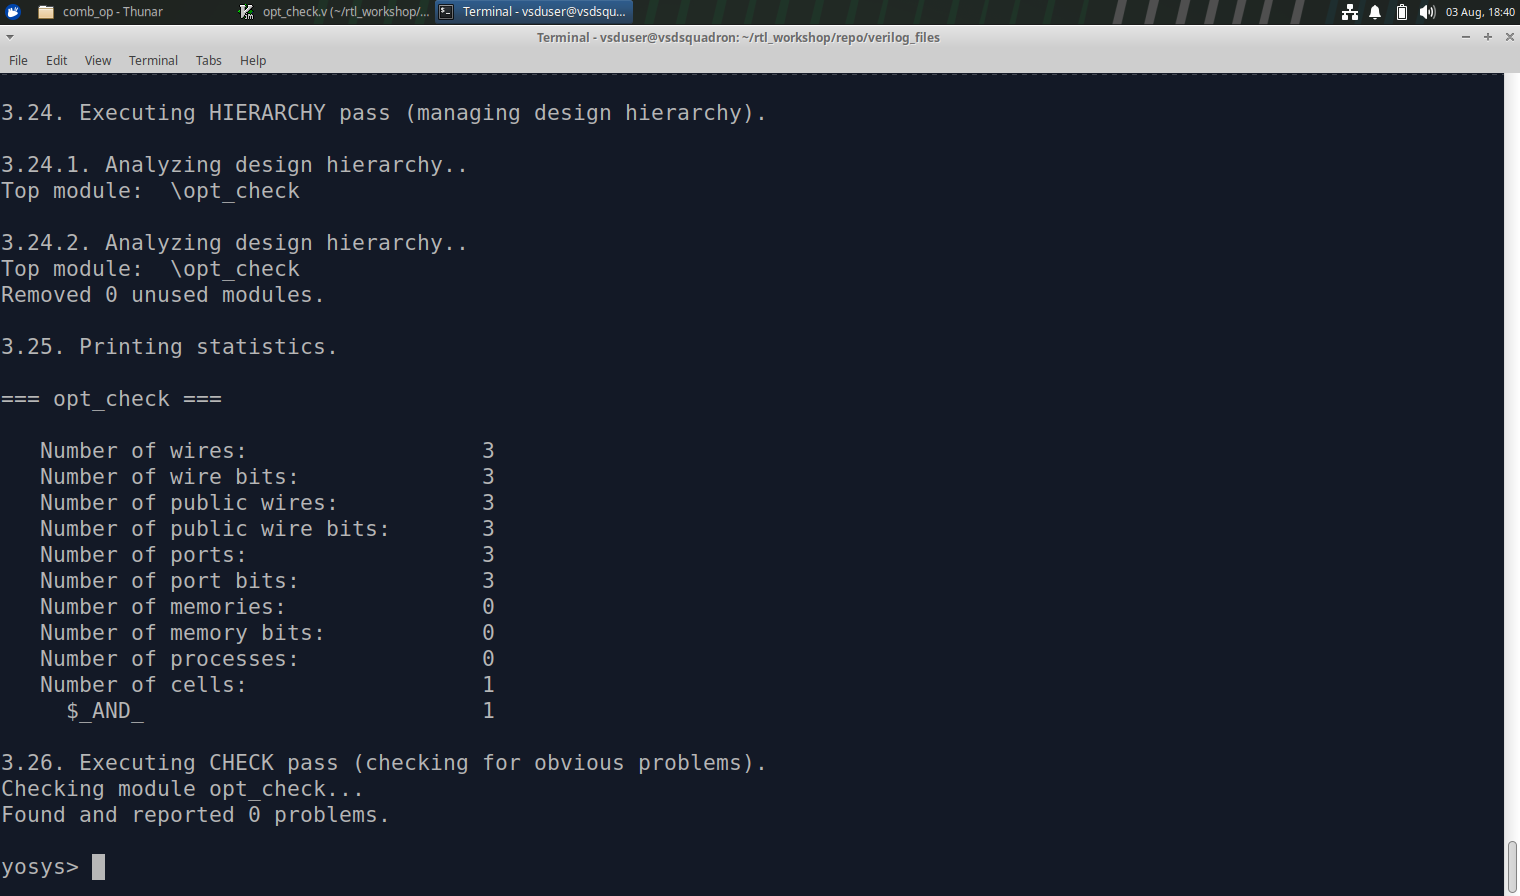 comb_op - Thunar
opt_check.v (~/rtl_workshop/...
Terminal - vsduser@vsdsqu...
03 Aug, 18:40
Terminal - vsduser@vsdsquadron: ~/rtl_workshop/repo/verilog_files
File Edit View Terminal Tabs Help
3.24. Executing HIERARCHY pass (managing design hierarchy).
3.24.1. Analyzing design hierarchy..
Top module:  \opt_check
3.24.2. Analyzing design hierarchy..
Top module:  \opt_check
Removed 0 unused modules.
3.25. Printing statistics.
=== opt_check ===
Number of wires: 3
Number of wire bits: 3
Number of public wires: 3
Number of public wire bits: 3
Number of ports: 3
Number of port bits: 3
Number of memories: 0
Number of memory bits: 0
Number of processes: 0
Number of cells: 1
$_AND_ 1
3.26. Executing CHECK pass (checking for obvious problems).
Checking module opt_check...
Found and reported 0 problems.
yosys>